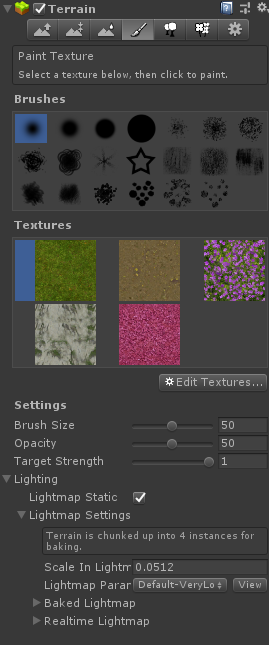 Terrain
Paint Texture
Select a texture below, then click to paint.
Brushes
Textures
Edit Textures...
Settings
Brush Size 50
Opacity 50
Target Strength 1
Lighting
Lightmap Static
Lightmap Settings
Terrain is chunked up into 4 instances for
baking.
Scale In Lightm 0.0512
Lightmap Parar Default-VeryLo View
Baked Lightmap
Realtime Lightmap